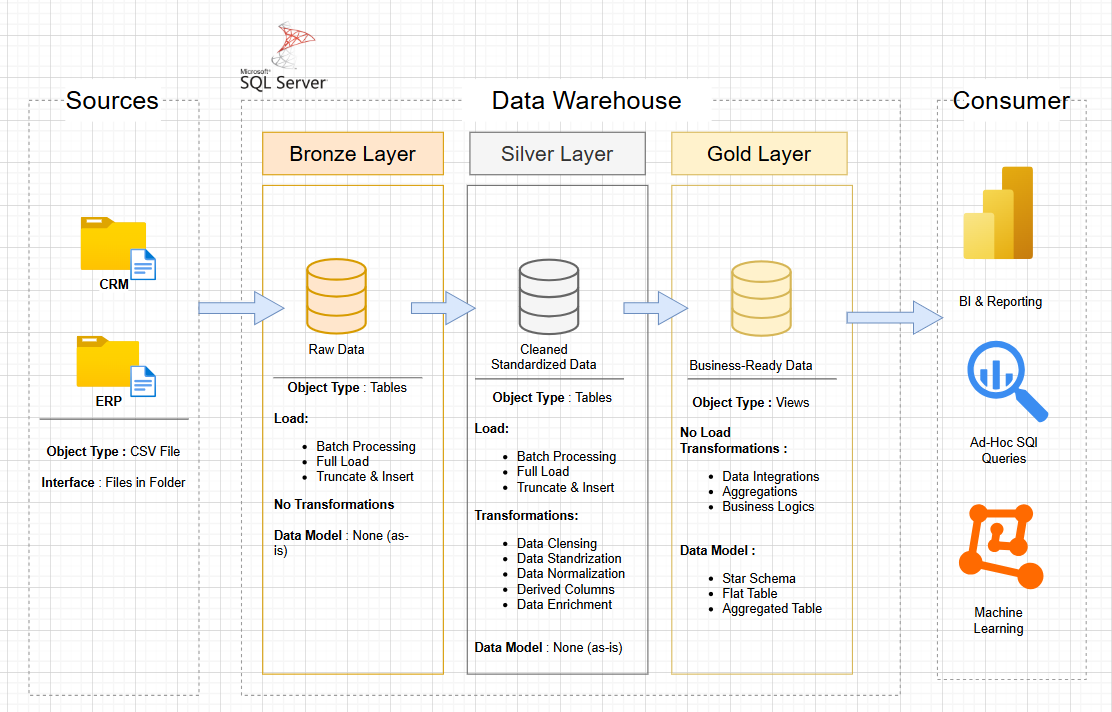 Microsoft®
SQL Server
Sources
Data Warehouse
Consumer
Bronze Layer
Silver Layer
Gold Layer
CRM
ERP
Object Type : CSV File
Interface : Files in Folder
Raw Data
Object Type : Tables
Load:
• Batch Processing
• Full Load
• Truncate & Insert
No Transformations
Data Model : None (as-
is)
Cleaned
Standardized Data
Object Type : Tables
Load:
• Batch Processing
• Full Load
• Truncate & Insert
Transformations:
• Data Clensing
• Data Standrization
• Data Normalization
• Derived Columns
• Data Enrichment
Data Model : None (as-is)
Business-Ready Data
Object Type : Views
No Load
Transformations :
• Data Integrations
• Aggregations
• Business Logics
Data Model :
• Star Schema
• Flat Table
• Aggregated Table
BI & Reporting
Ad-Hoc SQl
Queries
Machine
Learning